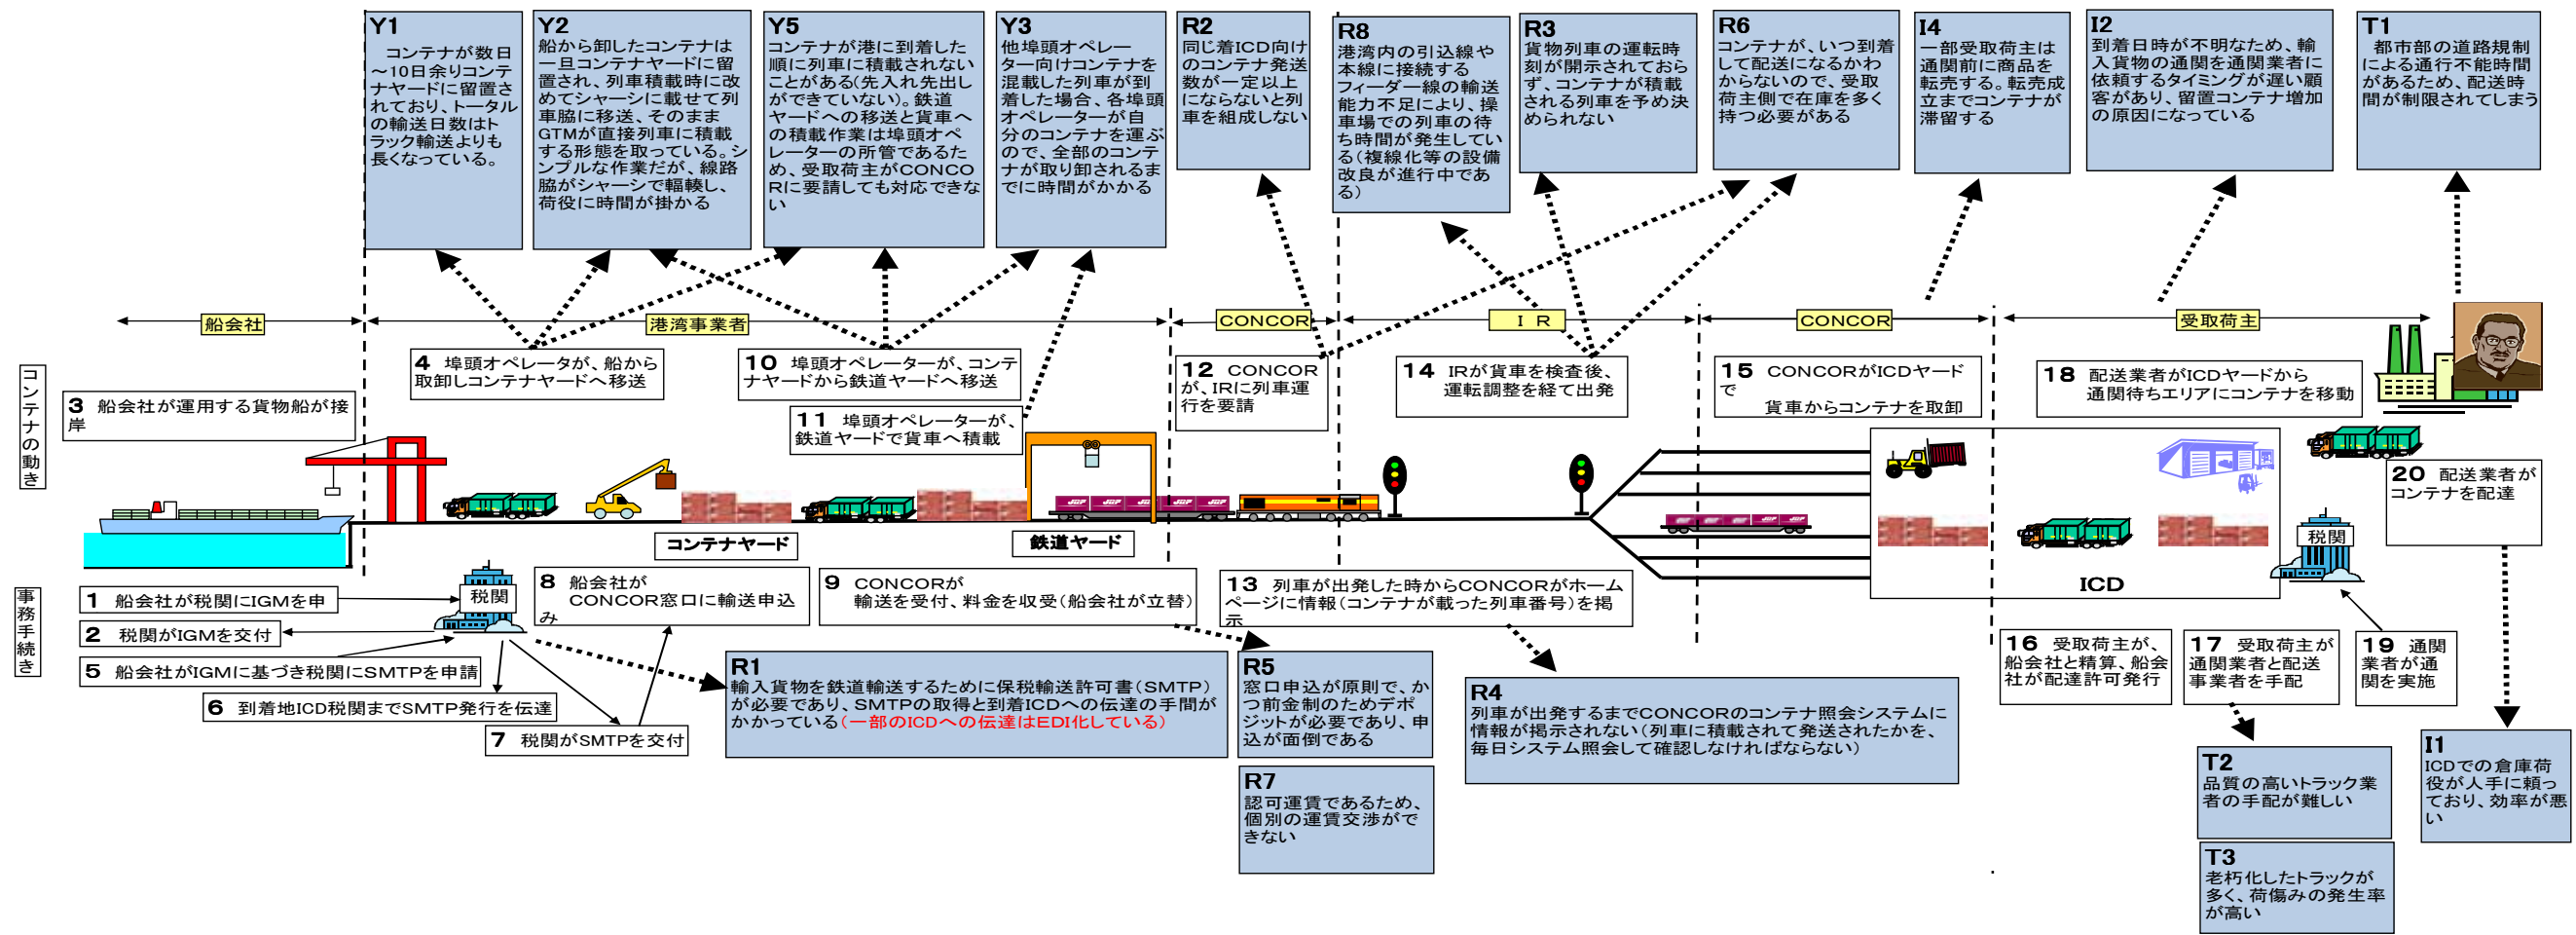 Y1
コンテナが数日
~10日余りコンテ
ナヤードに留置さ
れており、トータル
の輸送日数はト
ラック輸送よりも
長くなっている。
Y2
船から卸したコンテナは
一旦コンテナヤードに留
置され、列車積載時に改
めてシャーシに載せて列
車脇に移送、そのまま
GTMが直接列車に積載
する形態を取っている。シ
ンプルな作業だが、線路
脇がシャーシで輻輳し、
荷役に時間が掛かる
Y5
コンテナが港に到着した
順に列車に積載されない
ことがある(先入れ先出し
ができていない)。鉄道
ヤードへの移送と貨車へ
の積載作業は埠頭オペ
レーターの所管であるた
め、受取荷主がCONCO
Rに要請しても対応できな
い
Y3
他埠頭オペレー
ター向けコンテナを
混載した列車が到
着した場合、各埠頭
オペレーターが自
分のコンテナを運ぶ
ので、全部のコンテ
ナが取り卸されるま
でに時間がかかる
R2
同じ着ICD向け
のコンテナ発送
数が一定以上
にならないと列
車を組成しない
R8
港湾内の引込線や
本線に接続する
フィーダー線の輸送
能力不足により、操
車場での列車の待
ち時間が発生してい
る(複線化等の設備
改良が進行中であ
る)
R3
貨物列車の運転時
刻が開示されておら
ず、コンテナが積載
される列車を予め決
められない
R6
コンテナが、いつ到着
して配送になるかわ
からないので、受取
荷主側で在庫を多く
持つ必要がある
I4
一部受取荷主は
通関前に商品を
転売する。転売成
立までコンテナが
滞留する
I2
到着日時が不明なため、輸
入貨物の通関を通関業者に
依頼するタイミングが遅い顧
客があり、留置コンテナ増加
の原因になっている
T1
都市部の道路規制
による通行不能時間
があるため、配送時
間が制限されてしまう
船会社
港湾事業者
CONCOR
I R
CONCOR
受取荷主
コンテナの動き
3 船会社が運用する貨物船が接
岸
4 埠頭オペレータが、船から
取卸しコンテナヤードへ移送
10 埠頭オペレーターが、コンテ
ナヤードから鉄道ヤードへ移送
11 埠頭オペレーターが、
鉄道ヤードで貨車へ積載
12 CONCOR
が、IRに列車運
行を要請
14 IRが貨車を検査後、
運転調整を経て出発
15 CONCORがICDヤード
で
貨車からコンテナを取卸
18 配送業者がICDヤードから
通関待ちエリアにコンテナを移動
20 配送業者が
コンテナを配達
コンテナヤード
鉄道ヤード
ICD
税関
事務手続き
1 船会社が税関にIGMを申
2 税関がIGMを交付
5 船会社がIGMに基づき税関にSMTPを申請
6 到着地ICD税関までSMTP発行を伝達
7 税関がSMTPを交付
税関
8 船会社が
CONCOR窓口に輸送申込
み
9 CONCORが
輸送を受付、料金を収受(船会社が立替)
13 列車が出発した時からCONCORがホーム
ページに情報(コンテナが載った列車番号)を掲
示
16 受取荷主が、
船会社と精算、船会
社が配達許可発行
17 受取荷主が
通関業者と配送
事業者を手配
19 通関
業者が通
関を実施
R1
輸入貨物を鉄道輸送するために保税輸送許可書(SMTP)
が必要であり、SMTPの取得と到着ICDへの伝達の手間が
かかっている(一部のICDへの伝達はEDI化している)
R5
窓口申込が原則で、か
つ前金制のためデポ
ジットが必要であり、申
込が面倒である
R7
認可運賃であるため、
個別の運賃交渉がで
きない
R4
列車が出発するまでCONCORのコンテナ照会システムに
情報が掲示されない(列車に積載されて発送されたかを、
毎日システム照会して確認しなければならない)
T2
品質の高いトラック業
者の手配が難しい
T3
老朽化したトラックが
多く、荷傷みの発生率
が高い
I1
ICDでの倉庫荷
役が人手に頼っ
ており、効率が悪
い